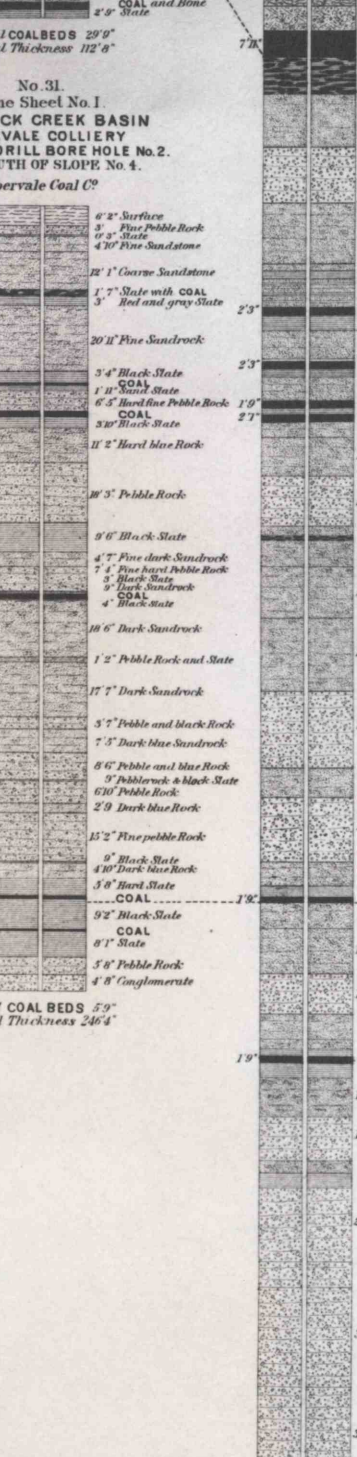 COAL and Bone
2' 9" Slate
COALBEDS 29'9"
Thickness 112'8"
No. 31.
ne Sheet No. I.
CK CREEK BASIN
VALE COLLIERY
DRILL BORE HOLE No. 2.
UTH OF SLOPE No. 4.
pervale Coal Co.
6' 2" Surface
3' Fine Pebble Rock
0' 3" Slate
4' 10" Fine Sandstone
12' 1" Coarse Sandstone
1' 7" Slate with COAL
3' Red and gray Slate
20' 11" Fine Sandrock
3' 4" Black Slate
COAL
1' 11" Sand Slate
6' 5" Hard fine Pebble Rock
COAL
3' 10" Black Slate
11' 2" Hard blue Rock
18' 3" Pebble Rock
9' 6" Black Slate
4' 7" Fine dark Sandrock
7' 4" Fine hard Pebble Rock
3" Black Slate
9" Dark Sandrock
COAL
4" Black slate
18' 6" Dark Sandrock
1' 2" Pebble Rock and Slate
17' 7" Dark Sandrock
3' 7" Pebble and black Rock
7' 5" Dark blue Sandrock
8' 6" Pebble and blue Rock
9" Pebblerock & black Slate
6' 10" Pebble Rock
2' 9 Dark blue Rock
15' 2" Fine pebble Rock
9" Black Slate
4' 10" Dark blue Rock
3' 8" Hard Slate
COAL
9' 2" Black Slate
COAL
8' 1" Slate
5' 8" Pebble Rock
4' 8" Conglomerate
COAL BEDS 5'9"
Thickness 246'4"
7' 11"
2' 3"
2' 3"
1' 9"
2' 7"
1' 9"
1' 9"